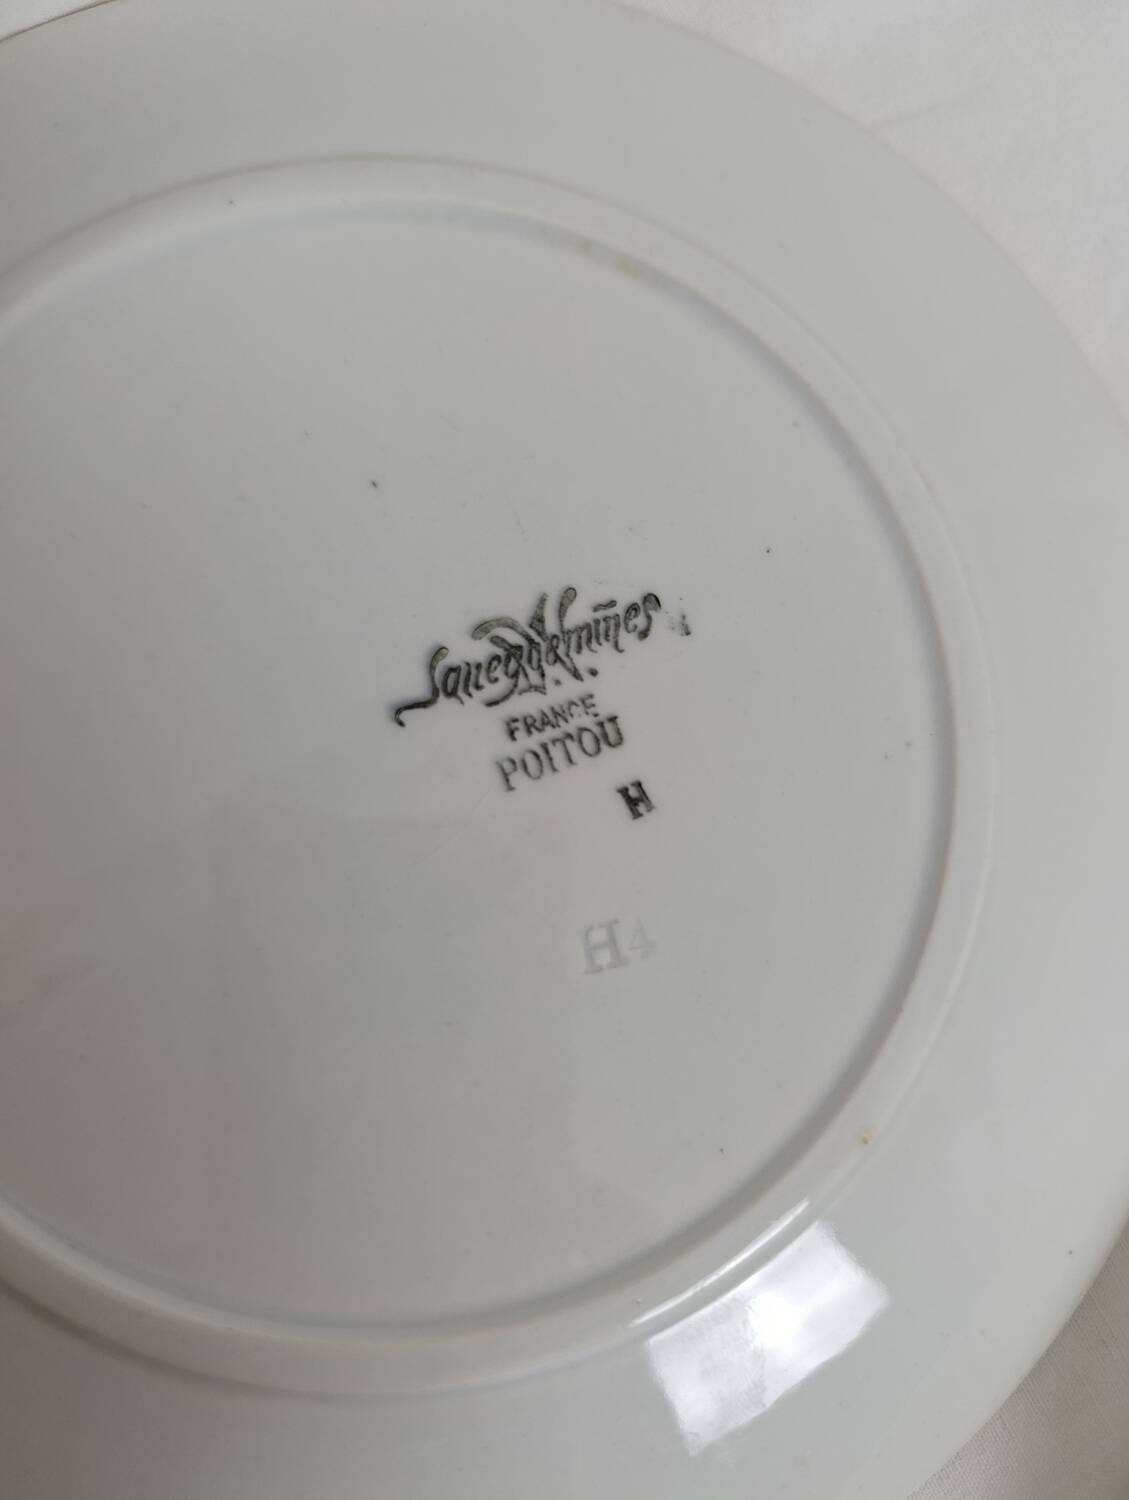 Sarreguemines
FRANCE
POITOU
H
H4